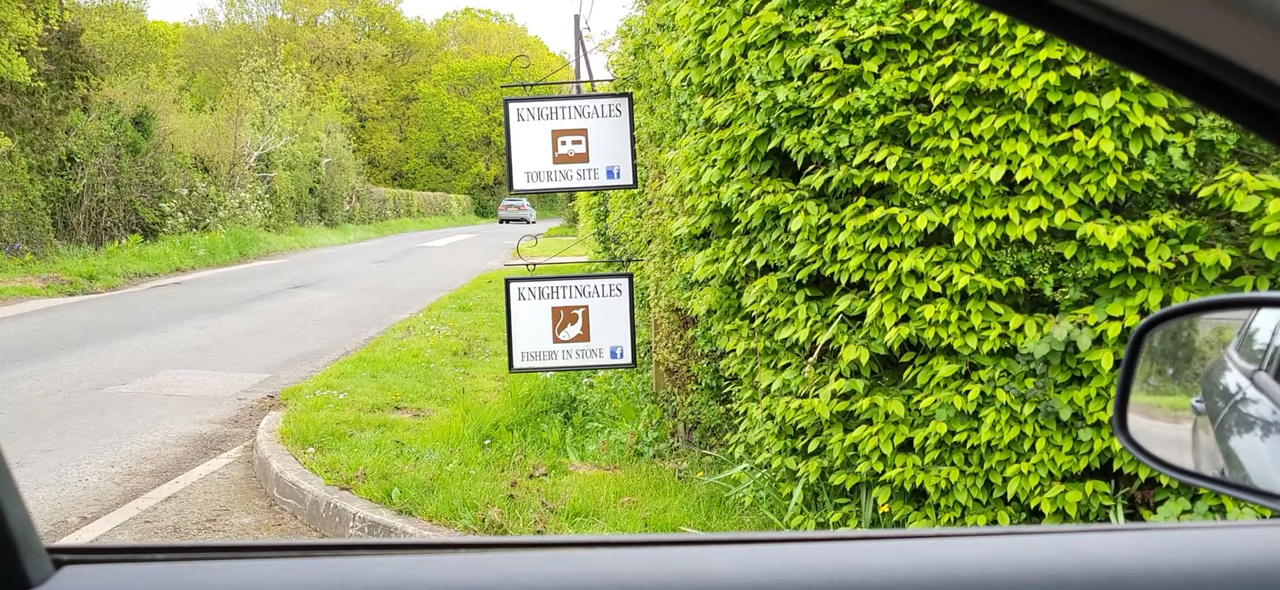 KNIGHTINGALES
TOURING SITE f
KNIGHTINGALES
FISHERY IN STONE f